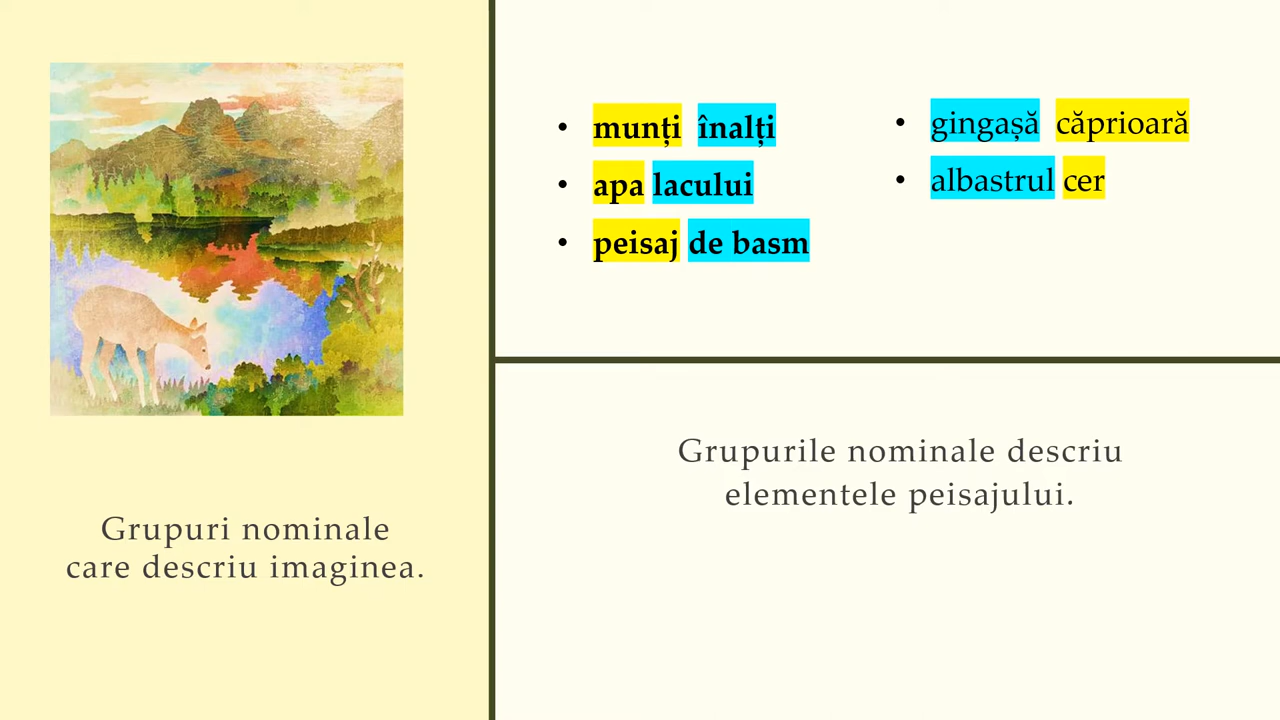 munți înalți
apa lacului
peisaj de basm
gingașă căprioară
albastrul cer
Grupuri nominale
care descriu imaginea.
Grupurile nominale descriu
elementele peisajului.